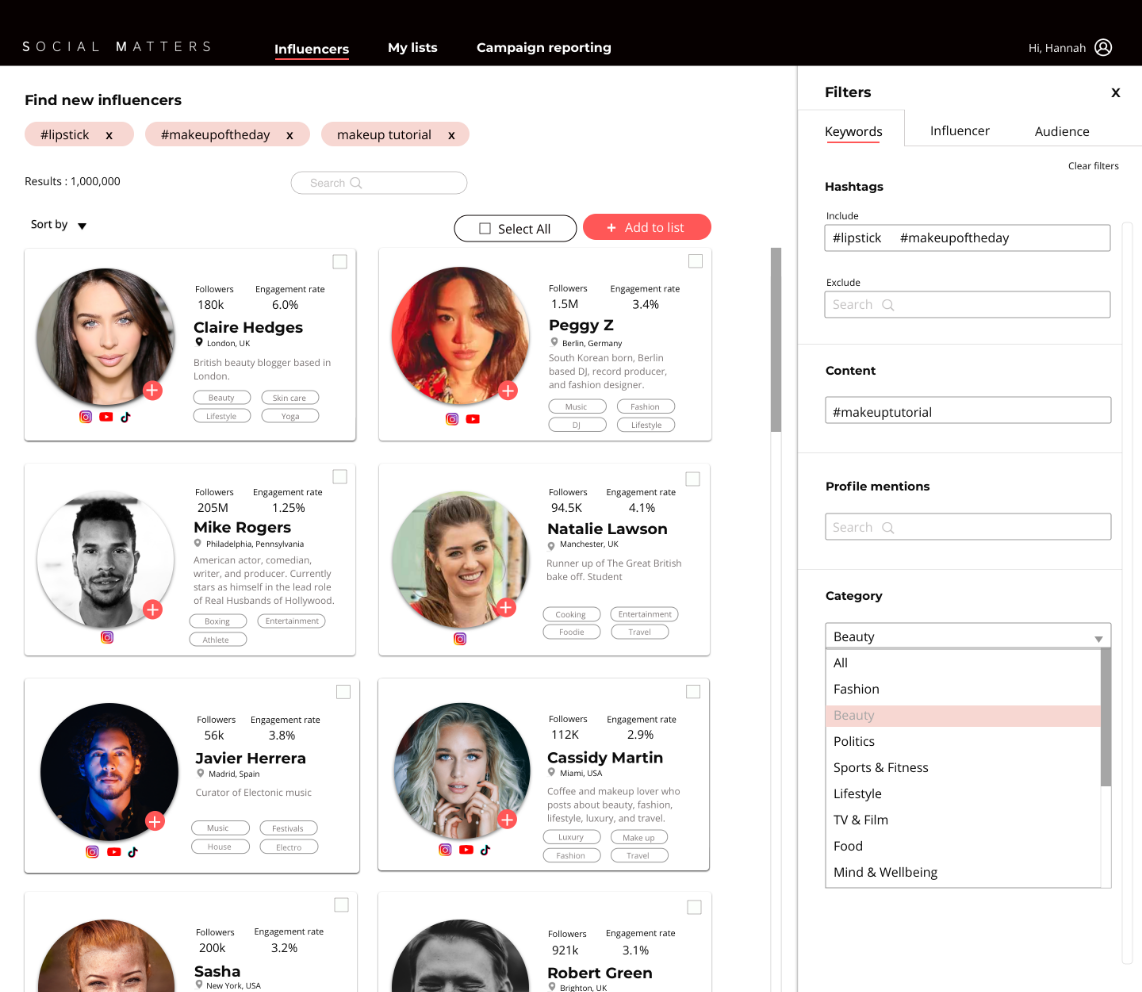 SOCIAL MATTERS
Influencers
My lists
Campaign reporting
Hi, Hannah
Find new influencers
#lipstick x
#makeupoftheday x
makeup tutorial x
Results : 1,000,000
Search
Sort by
Select All
+ Add to list
Followers Engagement rate
180k 6.0%
Claire Hedges
London, UK
British beauty blogger based in
London.
Beauty Skin care
Lifestyle Yoga
Followers Engagement rate
1.5M 3.4%
Peggy Z
Berlin, Germany
South Korean born, Berlin
based DJ, record producer,
and fashion designer.
Music Fashion
DJ Lifestyle
Followers Engagement rate
205M 1.25%
Mike Rogers
Philadelphia, Pennsylvania
American actor, comedian,
writer, and producer. Currently
stars as himself in the lead role
of Real Husbands of Hollywood.
Boxing Entertainment
Athlete
Followers Engagement rate
94.5K 4.1%
Natalie Lawson
Manchester, UK
Runner up of The Great British
bake off. Student
Cooking Entertainment
Foodie Travel
Followers Engagement rate
56k 3.8%
Javier Herrera
Madrid, Spain
Curator of Electonic music
Music Festivals
House Electro
Followers Engagement rate
112K 2.9%
Cassidy Martin
Miami, USA
Coffee and makeup lover who
posts about beauty, fashion,
lifestyle, luxury, and travel.
Luxury Make up
Fashion Travel
Followers Engagement rate
200k 3.2%
Sasha
New York, USA
Followers Engagement rate
921k 3.1%
Robert Green
Brighton, UK
Filters X
Keywords Influencer Audience
Clear filters
Hashtags
Include
#lipstick #makeupoftheday
Exclude
Search
Content
#makeuptutorial
Profile mentions
Search
Category
Beauty
All
Fashion
Beauty
Politics
Sports & Fitness
Lifestyle
TV & Film
Food
Mind & Wellbeing